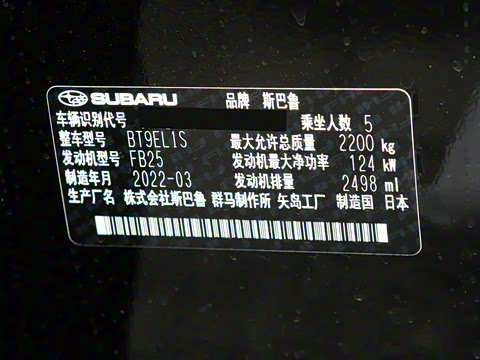 SUBARU 品牌 斯巴鲁
车辆识别代号 乘坐人数 5
整车型号 BT9EL1S 最大允许总质量 2200 kg
发动机型号 FB25 发动机最大净功率 124 kW
制造年月 2022-03 发动机排量 2498 ml
生产厂名 株式会社斯巴鲁 群马制作所 矢岛工厂 制造国 日本